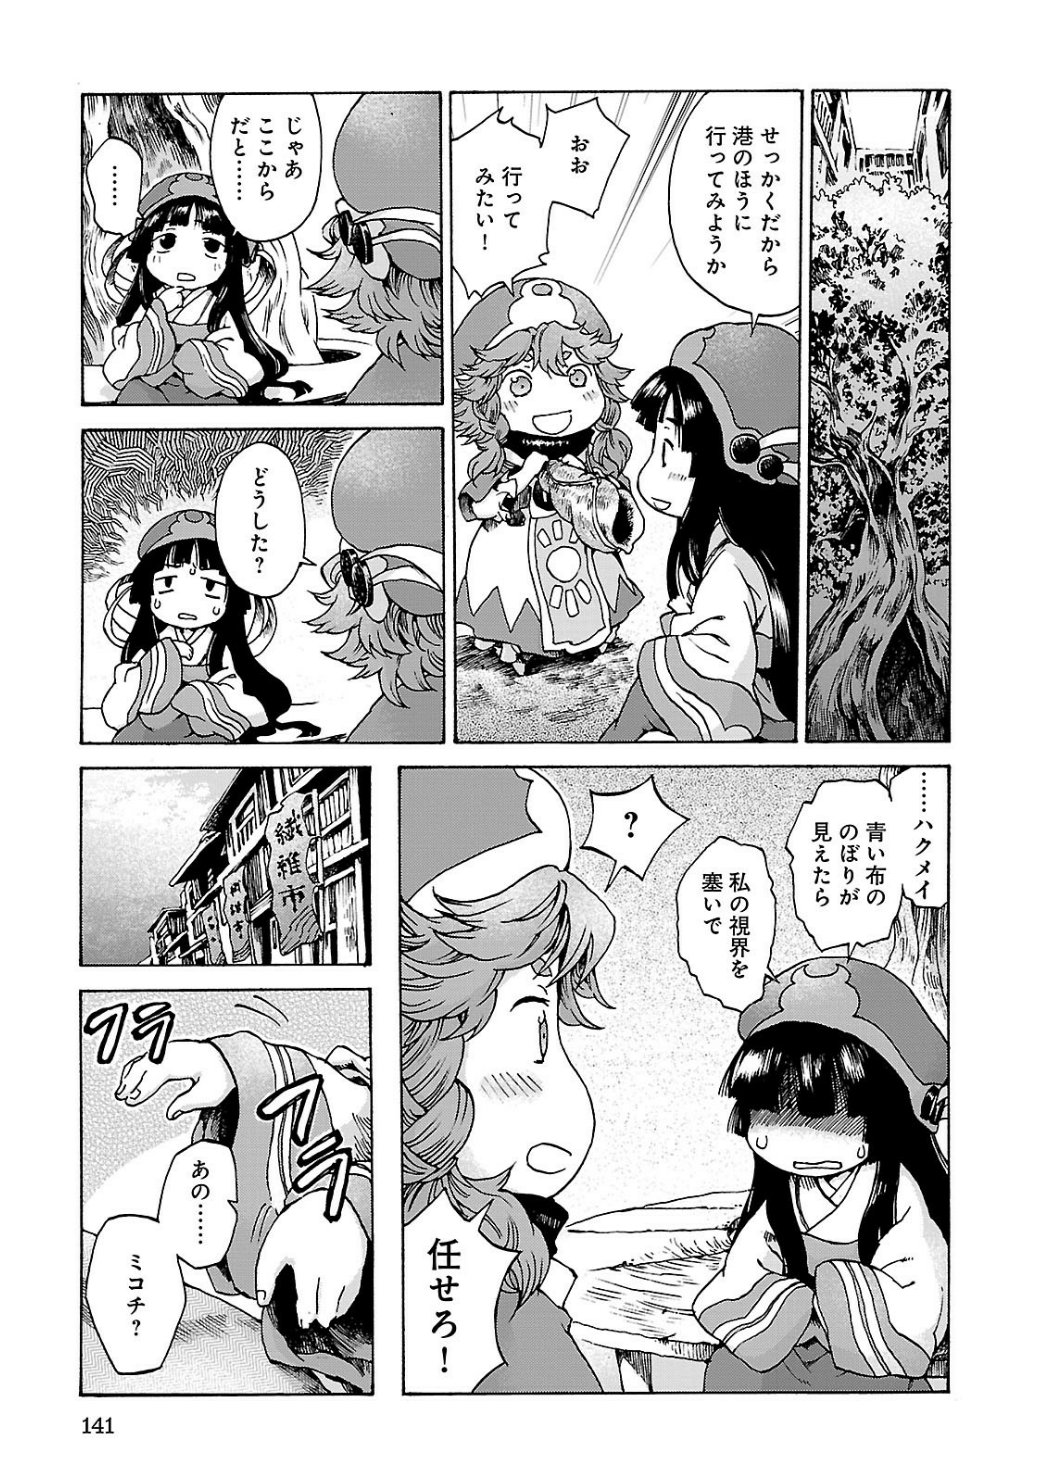 せっかくだから
港のほうに
行ってみようか
おお
行って
みたい！
じゃあ
ここから
だと……
……
どうした？
……ハクメイ
青い布の
のぼりが
見えたら
私の視界を
塞いで
？
任せろ！
繊維市
フラ
フラ
あの……
ミコチ？
141